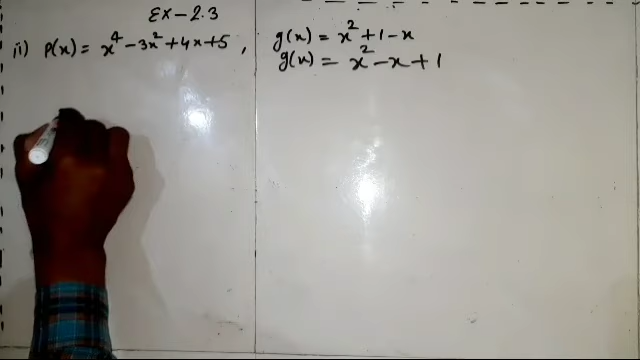 Ex-2.3
ii) P(x) = x⁴ - 3x² + 4x + 5 , g(x) = x² + 1 - x
g(x) = x² - x + 1